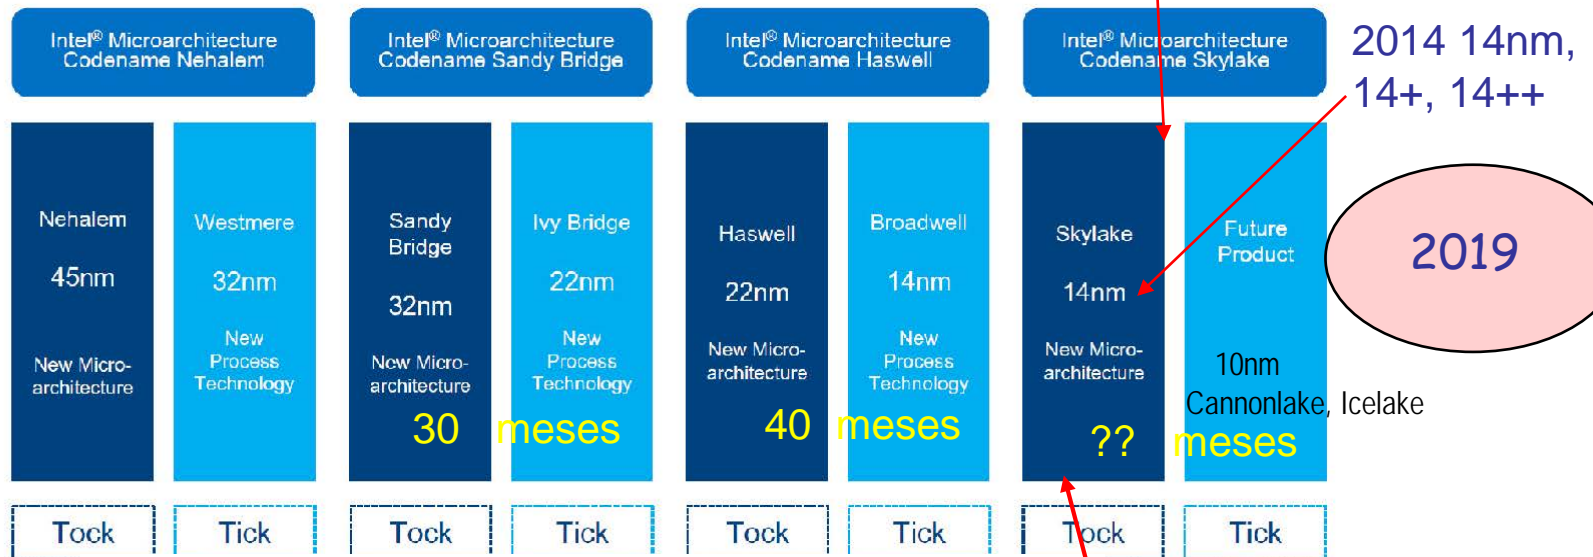 Intel® Microarchitecture
Codename Nehalem
Intel® Microarchitecture
Codename Sandy Bridge
Intel® Microarchitecture
Codename Haswell
Intel® Microarchitecture
Codename Skylake
2014 14nm,
14+, 14++
Nehalem
45nm
New Micro-
architecture
Westmere
32nm
New
Process
Technology
Sandy
Bridge
32nm
New Micro-
architecture
Ivy Bridge
22nm
New
Process
Technology
30 meses
Haswell
22nm
New Micro-
architecture
Broadwell
14nm
New
Process
Technology
40 meses
Skylake
14nm
New Micro-
architecture
Future
Product
10nm
Cannonlake, Icelake
?? meses
2019
Tock
Tick
Tock
Tick
Tock
Tick
Tock
Tick